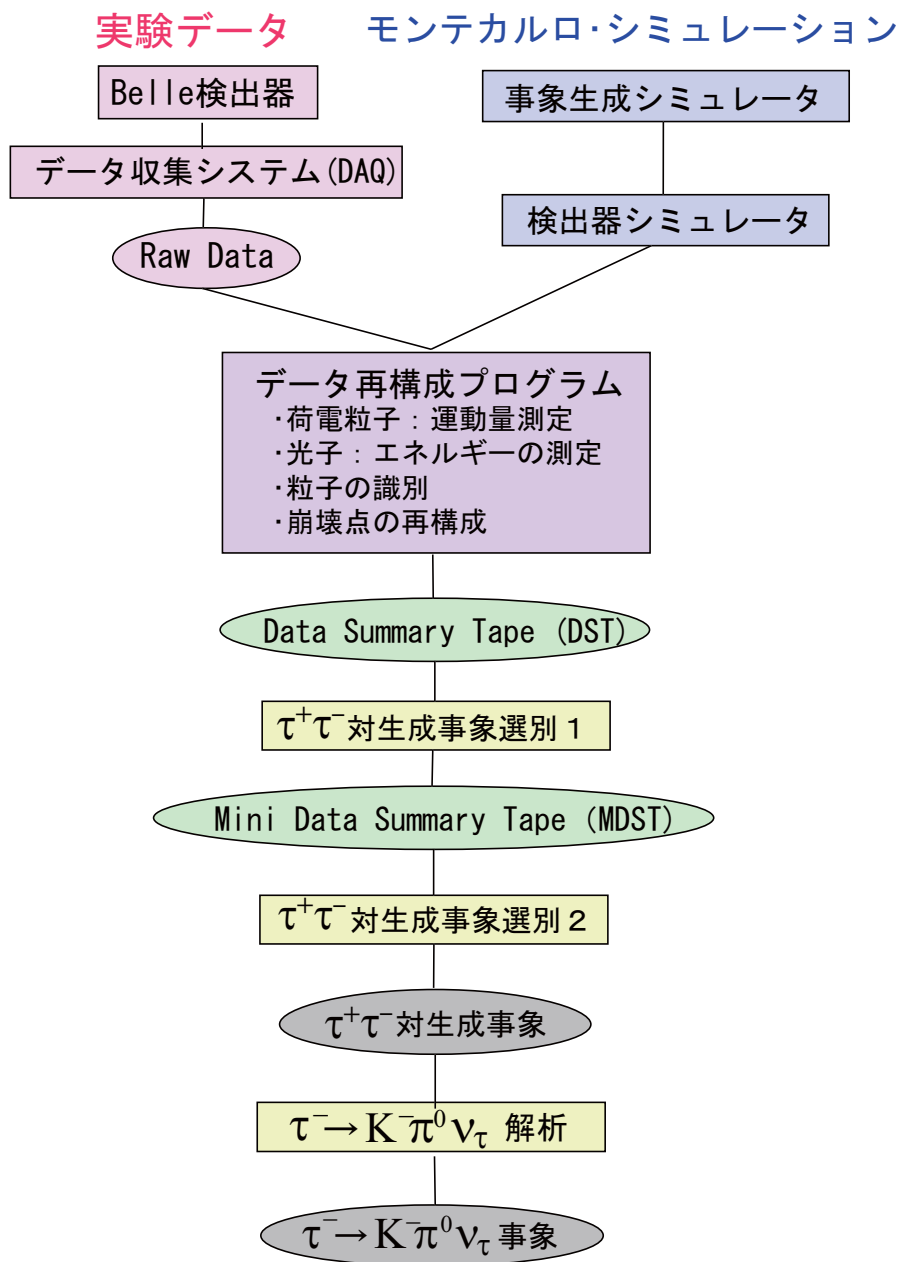 実験データ
モンテカルロ･シミュレーション
Belle検出器
事象生成シミュレータ
データ収集システム(DAQ)
検出器シミュレータ
Raw Data
データ再構成プログラム
･荷電粒子：運動量測定
･光子：エネルギーの測定
･粒子の識別
･崩壊点の再構成
Data Summary Tape (DST)
τ⁺τ⁻対生成事象選別１
Mini Data Summary Tape (MDST)
τ⁺τ⁻対生成事象選別２
τ⁺τ⁻対生成事象
τ⁻→K⁻π⁰ν_τ 解析
τ⁻→K⁻π⁰ν_τ事象